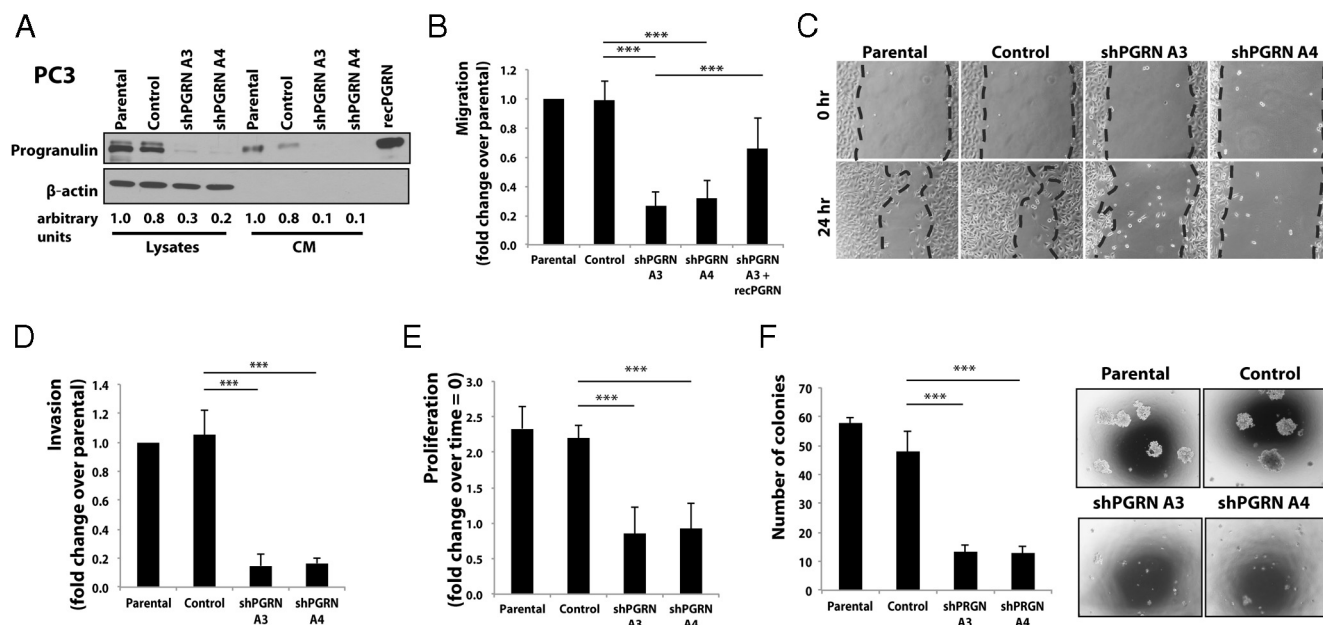 A
PC3
Parental
Control
shPGRN A3
shPGRN A4
Parental
Control
shPGRN A3
shPGRN A4
recPGRN
Progranulin
β-actin
arbitrary
units
1.0 0.8 0.3 0.2 1.0 0.8 0.1 0.1
Lysates CM
B
Migration
(fold change over parental)
***
***
***
1.2
1.0
0.8
0.6
0.4
0.2
0.0
Parental Control shPGRN shPGRN shPGRN
A3 A4 A3 +
recPGRN
C
Parental Control shPGRN A3 shPGRN A4
0 hr
24 hr
D
Invasion
(fold change over parental)
***
***
1.4
1.2
1.0
0.8
0.6
0.4
0.2
0.0
Parental Control shPGRN shPGRN
A3 A4
E
Proliferation
(fold change over time = 0)
***
***
3.0
2.5
2.0
1.5
1.0
0.5
0.0
Parental Control shPGRN shPGRN
A3 A4
F
Number of colonies
***
***
70
60
50
40
30
20
10
0
Parental Control shPRGN shPRGN
A3 A4
Parental Control
shPGRN A3 shPGRN A4